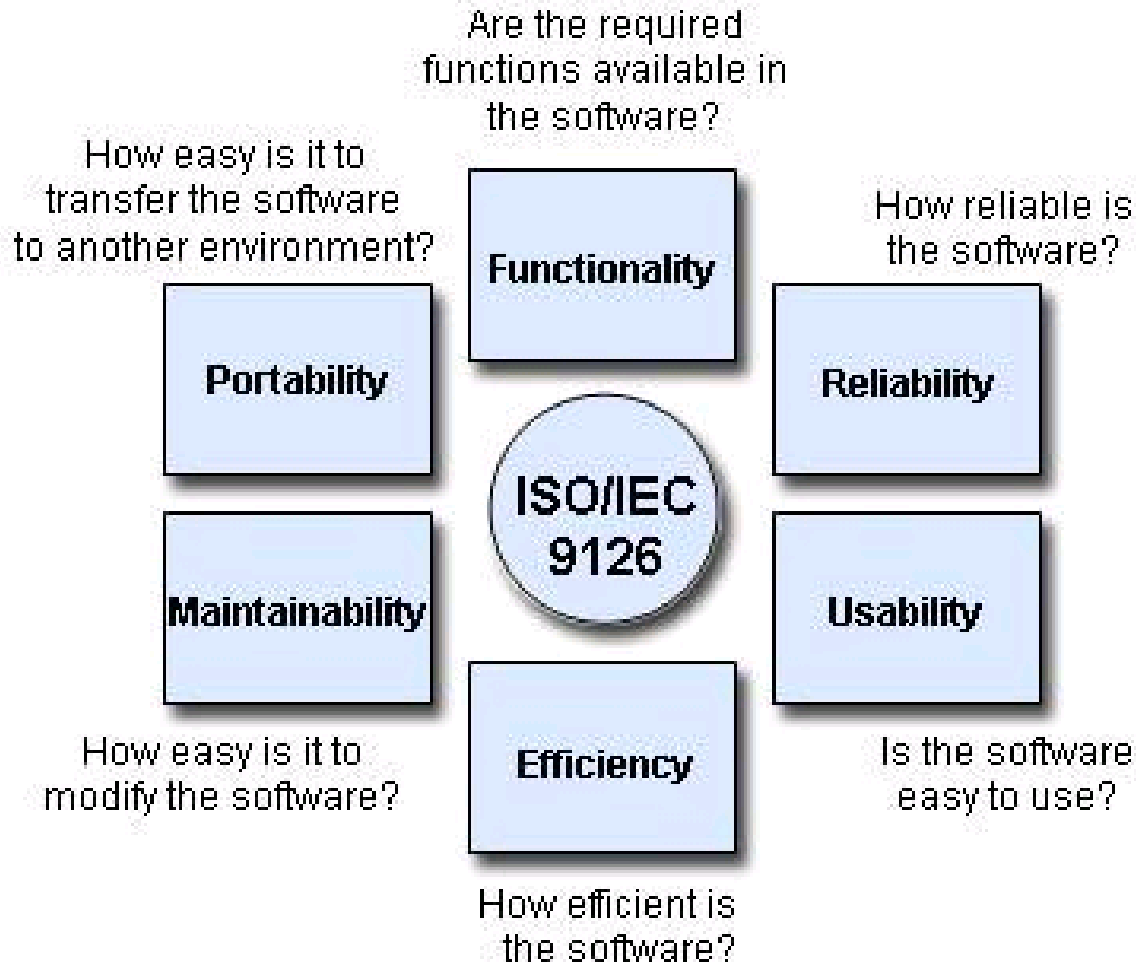 Are the required
functions available in
the software?
How easy is it to
transfer the software
to another environment?
How reliable is
the software?
Functionality
Portability
Reliability
ISO/IEC
9126
Maintainability
Usability
Efficiency
How easy is it to
modify the software?
Is the software
easy to use?
How efficient is
the software?